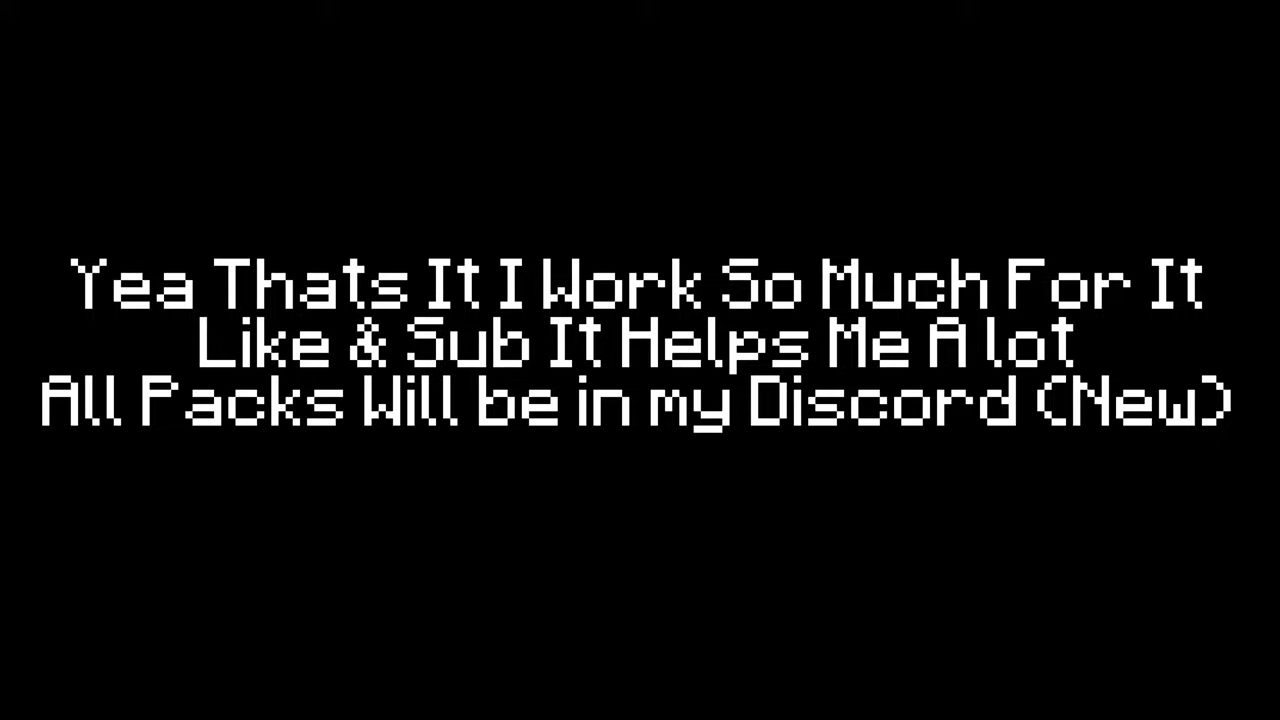 Yea Thats It I Work So Much For It
Like & Sub It Helps Me A lot
All Packs Will be in my Discord (New)